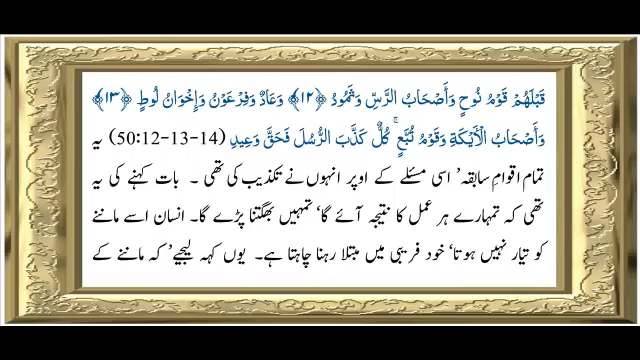 قَبْلَهُمْ قَوْمُ نُوحٍ وَأَصْحَابُ الرَّسِّ وَثَمُودُ ﴿١٢﴾ وَعَادٌ وَفِرْعَوْنُ وَإِخْوَانُ لُوطٍ ﴿١٣﴾
وَأَصْحَابُ الْأَيْكَةِ وَقَوْمُ تُبَّعٍ ۚ كُلٌّ كَذَّبَ الرُّسُلَ فَحَقَّ وَعِيدِ (14-13-12:50) یہ
تمام اقوامِ سابقہ’ اسی مسئلے کے اوپر انہوں نے تکذیب کی تھی ۔ بات کہنے کی یہ
تھی کہ تمہارے ہر عمل کا نتیجہ آئے گا‘ تمہیں بھگتنا پڑے گا۔ انسان اسے ماننے
کو تیار نہیں ہوتا‘ خود فریبی میں مبتلا رہنا چاہتا ہے۔ یوں کہہ لیجیے’ کہ ماننے کے